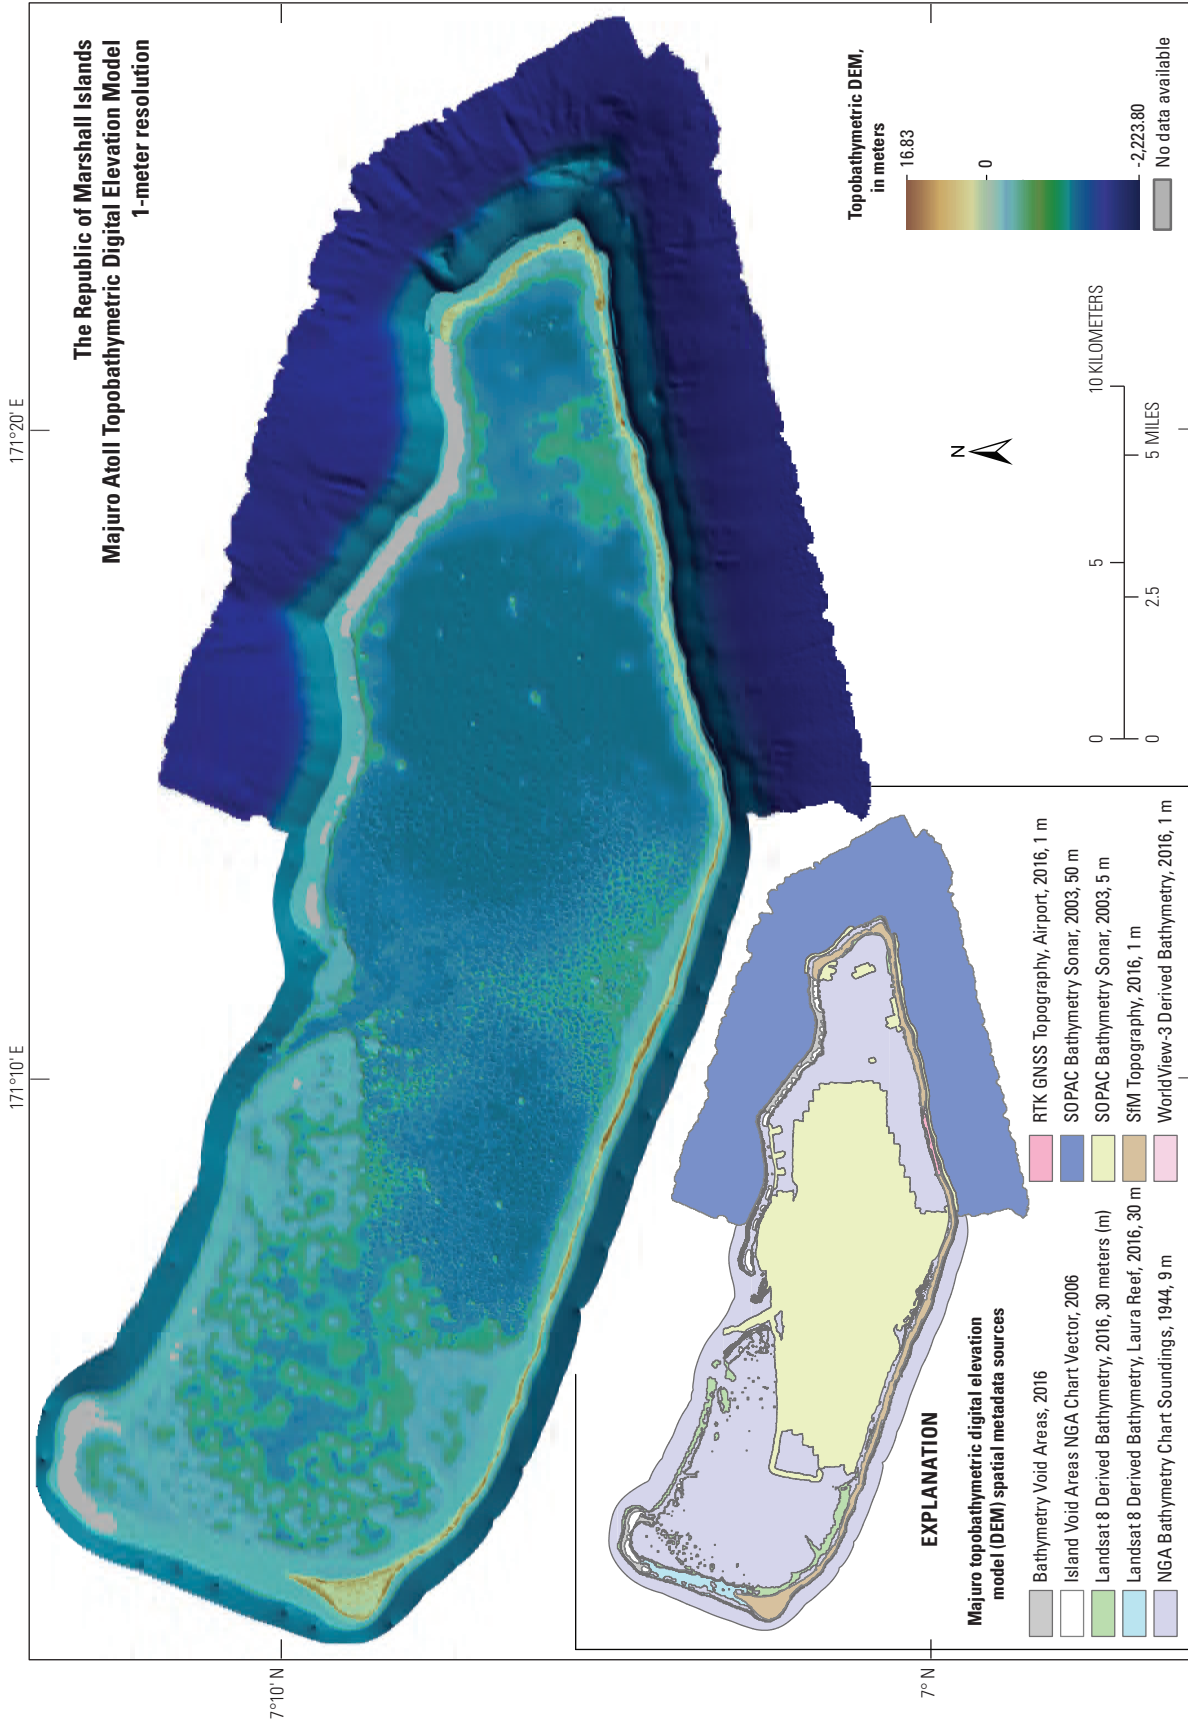 The Republic of Marshall Islands
Majuro Atoll Topobathymetric Digital Elevation Model
1-meter resolution
171°10' E
171°20' E
7°10' N
7° N
Topobathymetric DEM,
in meters
16.83
0
-2,223.80
No data available
N
0 5 10 KILOMETERS
0 2.5 5 MILES
EXPLANATION
Majuro topobathymetric digital elevation
model (DEM) spatial metadata sources
Bathymetry Void Areas, 2016
Island Void Areas NGA Chart Vector, 2006
Landsat 8 Derived Bathymetry, 2016, 30 meters (m)
Landsat 8 Derived Bathymetry, Laura Reef, 2016, 30 m
NGA Bathymetry Chart Soundings, 1944, 9 m
RTK GNSS Topography, Airport, 2016, 1 m
SOPAC Bathymetry Sonar, 2003, 50 m
SOPAC Bathymetry Sonar, 2003, 5 m
SfM Topography, 2016, 1 m
WorldView-3 Derived Bathymetry, 2016, 1 m